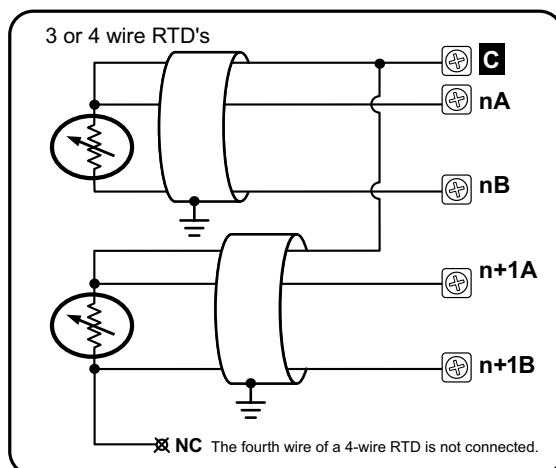 3 or 4 wire RTD's
C
nA
nB
n+1A
n+1B
NC The fourth wire of a 4-wire RTD is not connected.